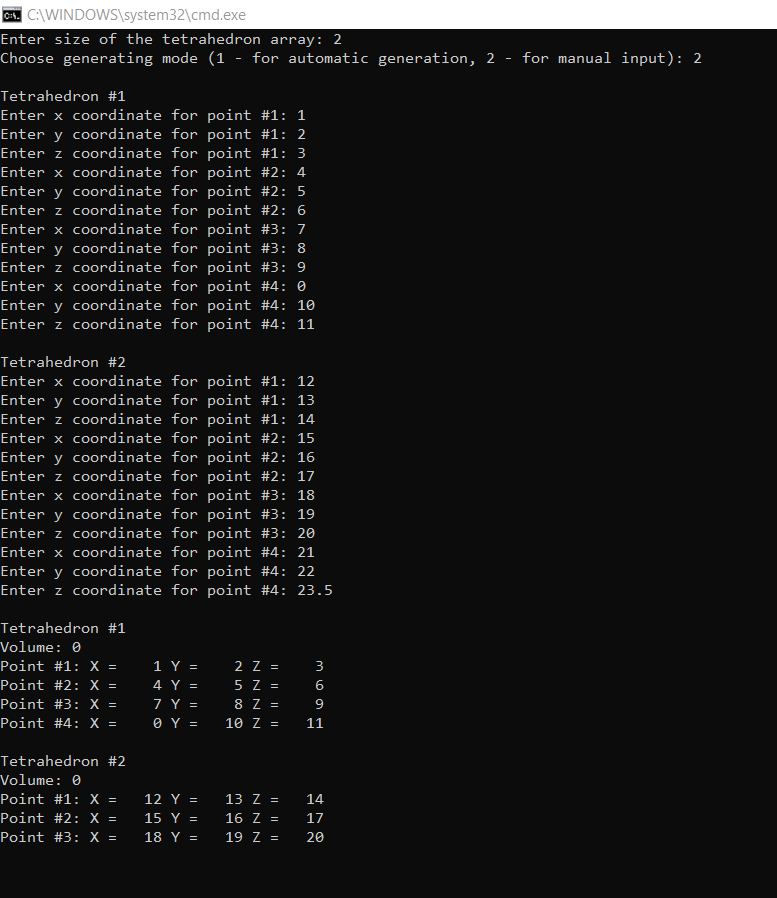 C:\WINDOWS\system32\cmd.exe
Enter size of the tetrahedron array: 2
Choose generating mode (1 - for automatic generation, 2 - for manual input): 2
Tetrahedron #1
Enter x coordinate for point #1: 1
Enter y coordinate for point #1: 2
Enter z coordinate for point #1: 3
Enter x coordinate for point #2: 4
Enter y coordinate for point #2: 5
Enter z coordinate for point #2: 6
Enter x coordinate for point #3: 7
Enter y coordinate for point #3: 8
Enter z coordinate for point #3: 9
Enter x coordinate for point #4: 0
Enter y coordinate for point #4: 10
Enter z coordinate for point #4: 11
Tetrahedron #2
Enter x coordinate for point #1: 12
Enter y coordinate for point #1: 13
Enter z coordinate for point #1: 14
Enter x coordinate for point #2: 15
Enter y coordinate for point #2: 16
Enter z coordinate for point #2: 17
Enter x coordinate for point #3: 18
Enter y coordinate for point #3: 19
Enter z coordinate for point #3: 20
Enter x coordinate for point #4: 21
Enter y coordinate for point #4: 22
Enter z coordinate for point #4: 23.5
Tetrahedron #1
Volume: 0
Point #1: X =    1 Y =    2 Z =    3
Point #2: X =    4 Y =    5 Z =    6
Point #3: X =    7 Y =    8 Z =    9
Point #4: X =    0 Y =   10 Z =   11
Tetrahedron #2
Volume: 0
Point #1: X =   12 Y =   13 Z =   14
Point #2: X =   15 Y =   16 Z =   17
Point #3: X =   18 Y =   19 Z =   20